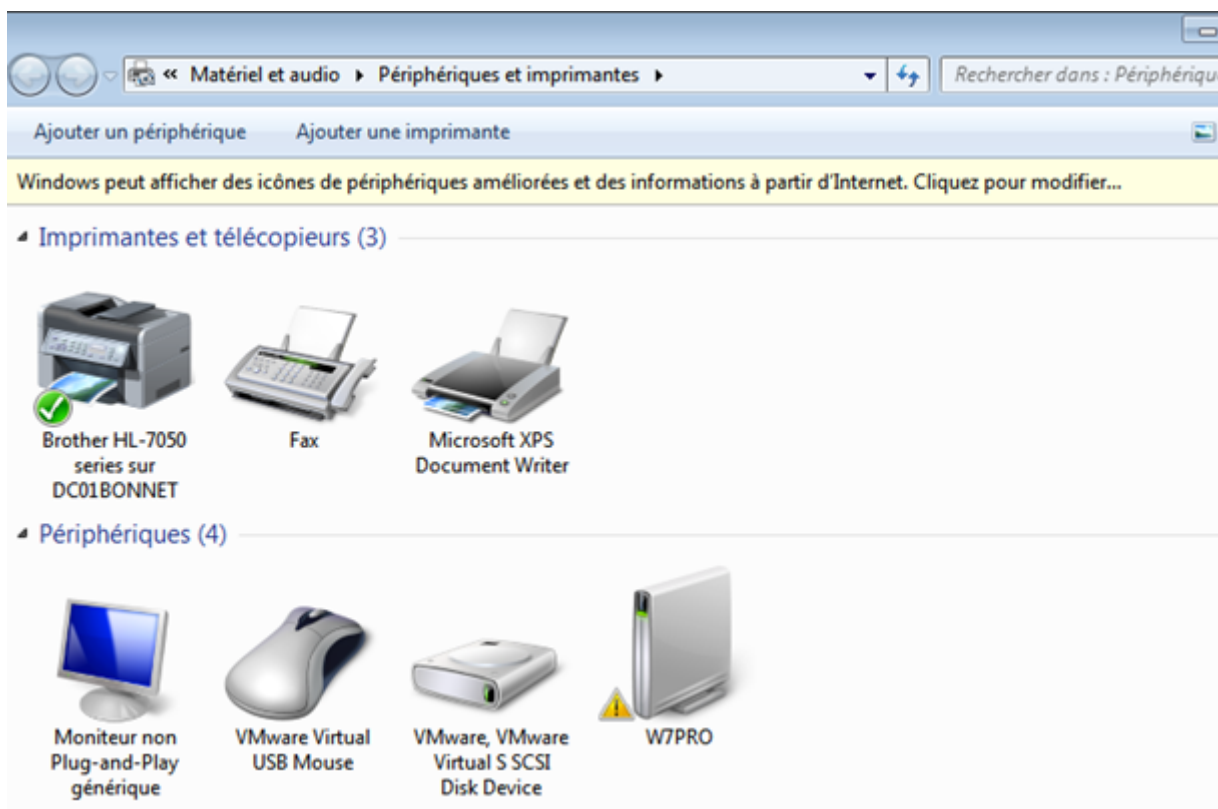 « Matériel et audio Périphériques et imprimantes
Rechercher dans : Périphérique
Ajouter un périphérique Ajouter une imprimante
Windows peut afficher des icônes de périphériques améliorées et des informations à partir d'Internet. Cliquez pour modifier...
Imprimantes et télécopieurs (3)
Brother HL-7050
series sur
DC01BONNET
Fax
Microsoft XPS
Document Writer
Périphériques (4)
Moniteur non
Plug-and-Play
générique
VMware Virtual
USB Mouse
VMware, VMware
Virtual S SCSI
Disk Device
W7PRO